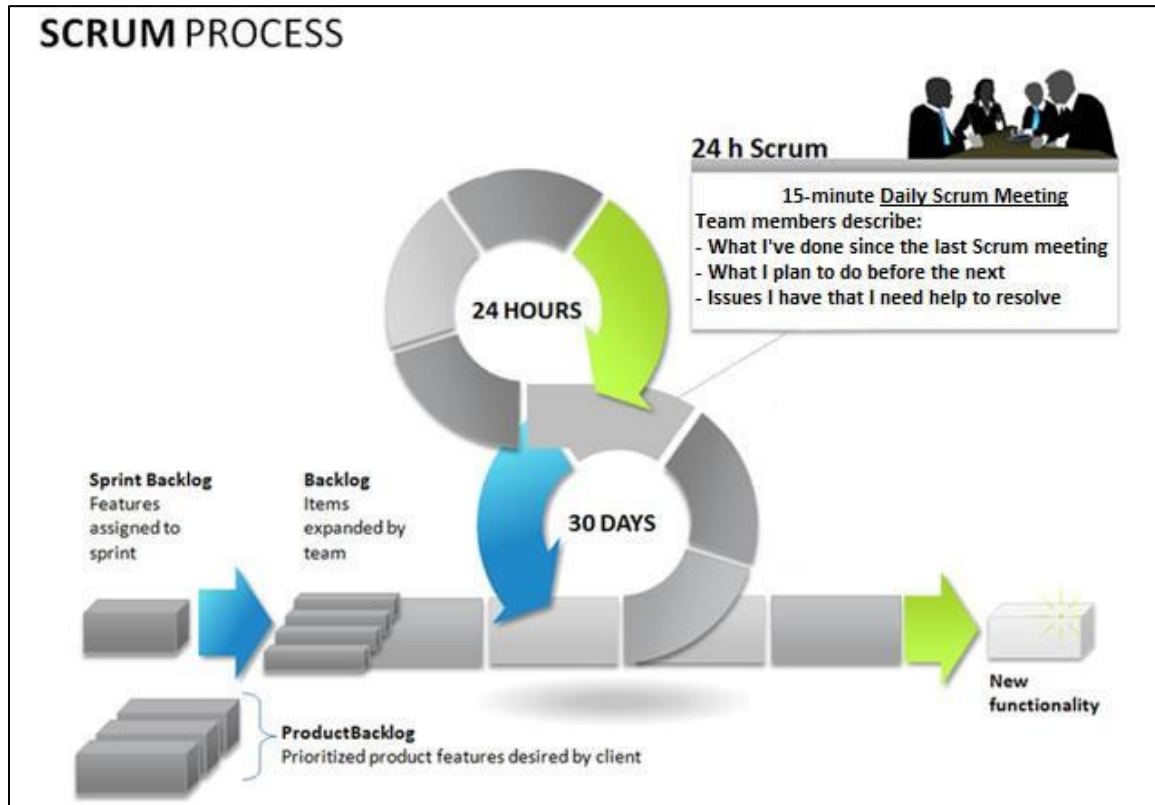 SCRUM PROCESS
24 h Scrum
15-minute Daily Scrum Meeting
Team members describe:
- What I've done since the last Scrum meeting
- What I plan to do before the next
- Issues I have that I need help to resolve
24 HOURS
30 DAYS
Sprint Backlog
Features
assigned to
sprint
Backlog
Items
expanded by
team
New
functionality
ProductBacklog
Prioritized product features desired by client